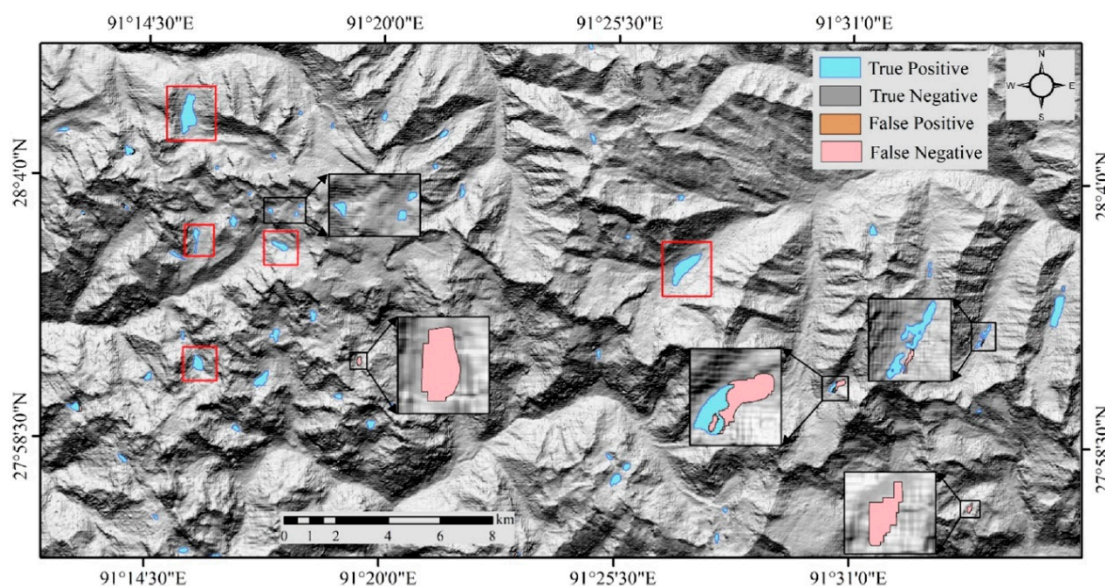 91°14'30"E 91°20'0"E 91°25'30"E 91°31'0"E
True Positive
True Negative
False Positive
False Negative
N
W E
S
28°4'0"N 28°4'0"N
27°58'30"N 27°58'30"N
km
0 1 2 4 6 8
91°14'30"E 91°20'0"E 91°25'30"E 91°31'0"E